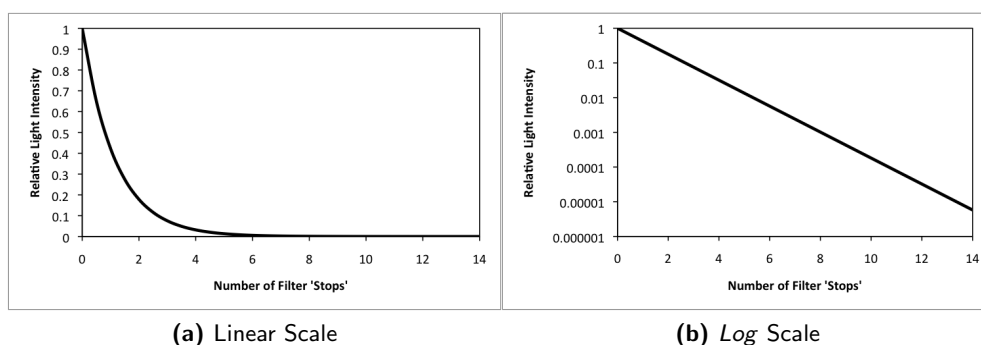 1
0.9
0.8
0.7
0.6
0.5
0.4
0.3
0.2
0.1
0
Relative Light Intensity
0 2 4 6 8 10 12 14
Number of Filter 'Stops'
(a) Linear Scale
1
0.1
0.01
0.001
0.0001
0.00001
0.000001
Relative Light Intensity
0 2 4 6 8 10 12 14
Number of Filter 'Stops'
(b) Log Scale